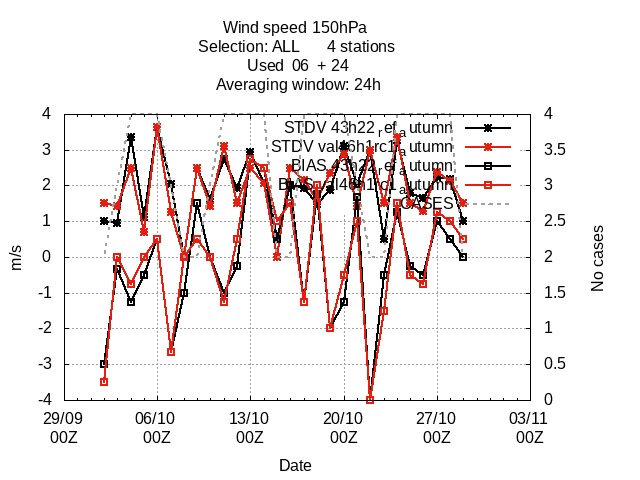 Wind speed 150hPa
Selection: ALL 4 stations
Used 06 + 24
Averaging window: 24h
STDV 43h22_ref_autumn
STDV val46h1rc1_autumn
BIAS 43h22_ref_autumn
CASES
4
3
2
1
0
-1
-2
-3
-4
4
3.5
3
2.5
2
1.5
1
0.5
0
m/s
No cases
29/09 06/10 13/10 20/10 27/10 03/11
00Z 00Z 00Z 00Z 00Z 00Z
Date